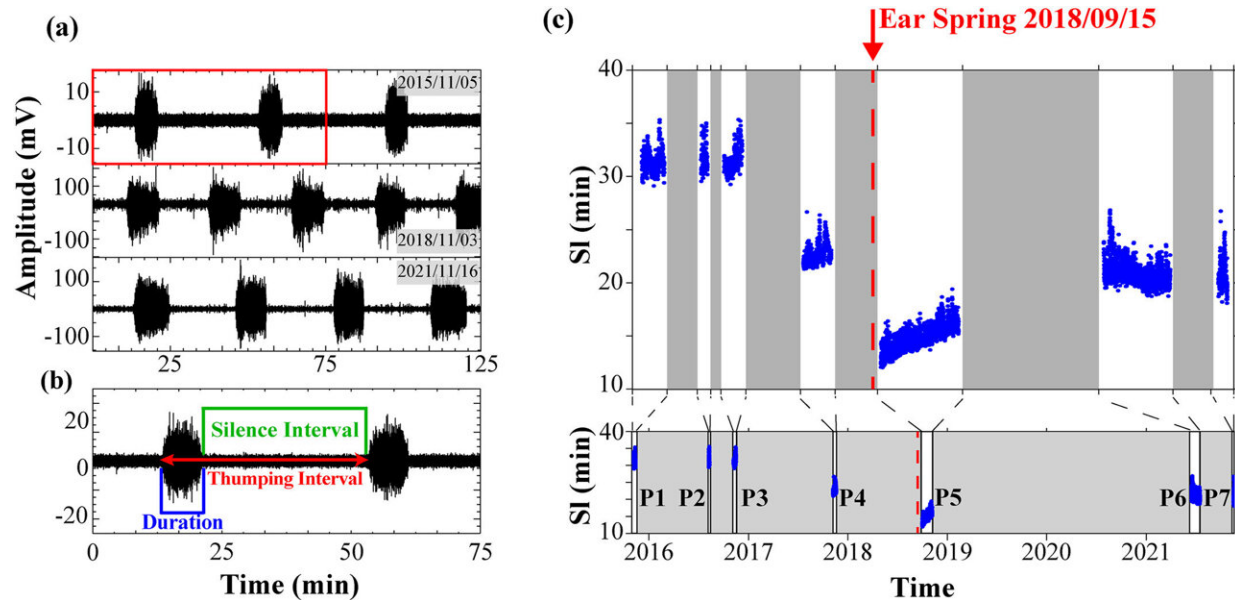 (a)
Amplitude (mV)
10
-10
2015/11/05
100
-100
2018/11/03
100
-100
2021/11/16
25
75
125
(b)
20
0
-20
Silence Interval
Thumping Interval
Duration
0
25
50
75
Time (min)
(c)
Ear Spring 2018/09/15
SI (min)
40
30
20
10
SI (min)
40
10
P1
P2
P3
P4
P5
P6
P7
2016
2017
2018
2019
2020
2021
Time